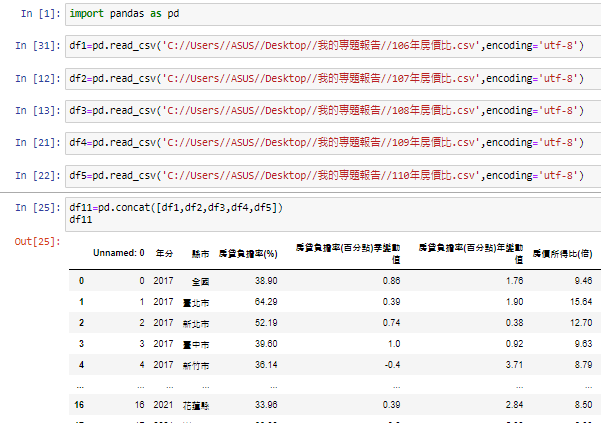 In [1]: import pandas as pd
In [31]: df1=pd.read_csv('C://Users//ASUS//Desktop//我的專題報告//106年房價比.csv',encoding='utf-8')
In [12]: df2=pd.read_csv('C://Users//ASUS//Desktop//我的專題報告//107年房價比.csv',encoding='utf-8')
In [13]: df3=pd.read_csv('C://Users//ASUS//Desktop//我的專題報告//108年房價比.csv',encoding='utf-8')
In [21]: df4=pd.read_csv('C://Users//ASUS//Desktop//我的專題報告//109年房價比.csv',encoding='utf-8')
In [22]: df5=pd.read_csv('C://Users//ASUS//Desktop//我的專題報告//110年房價比.csv',encoding='utf-8')
In [25]: df11=pd.concat([df1,df2,df3,df4,df5])
df11
Out[25]:
Unnamed: 0 年分 縣市 房貸負擔率(%) 房貸負擔率(百分點)季變動值 房貸負擔率(百分點)年變動值 房價所得比(倍)
0 0 2017 全國 38.90 0.86 1.76 9.46
1 1 2017 臺北市 64.29 0.39 1.90 15.64
2 2 2017 新北市 52.19 0.74 0.38 12.70
3 3 2017 臺中市 39.60 1.0 0.92 9.63
4 4 2017 新竹市 36.14 -0.4 3.71 8.79
... ... ... ... ... ... ... ...
16 16 2021 花蓮縣 33.96 0.39 2.84 8.50